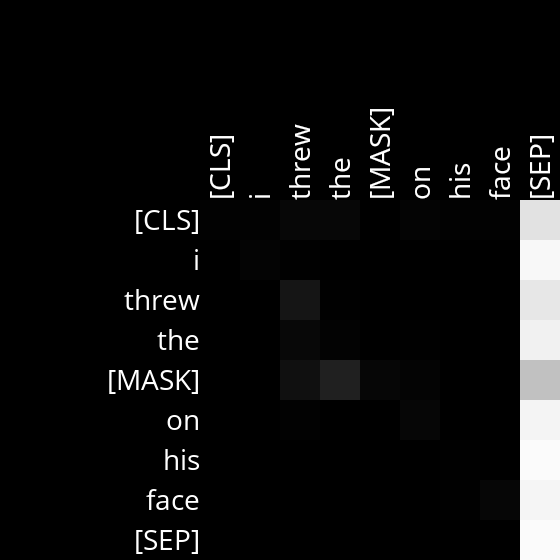 [CLS] i threw the [MASK] on his face [SEP]
[CLS]
i
threw
the
[MASK]
on
his
face
[SEP]